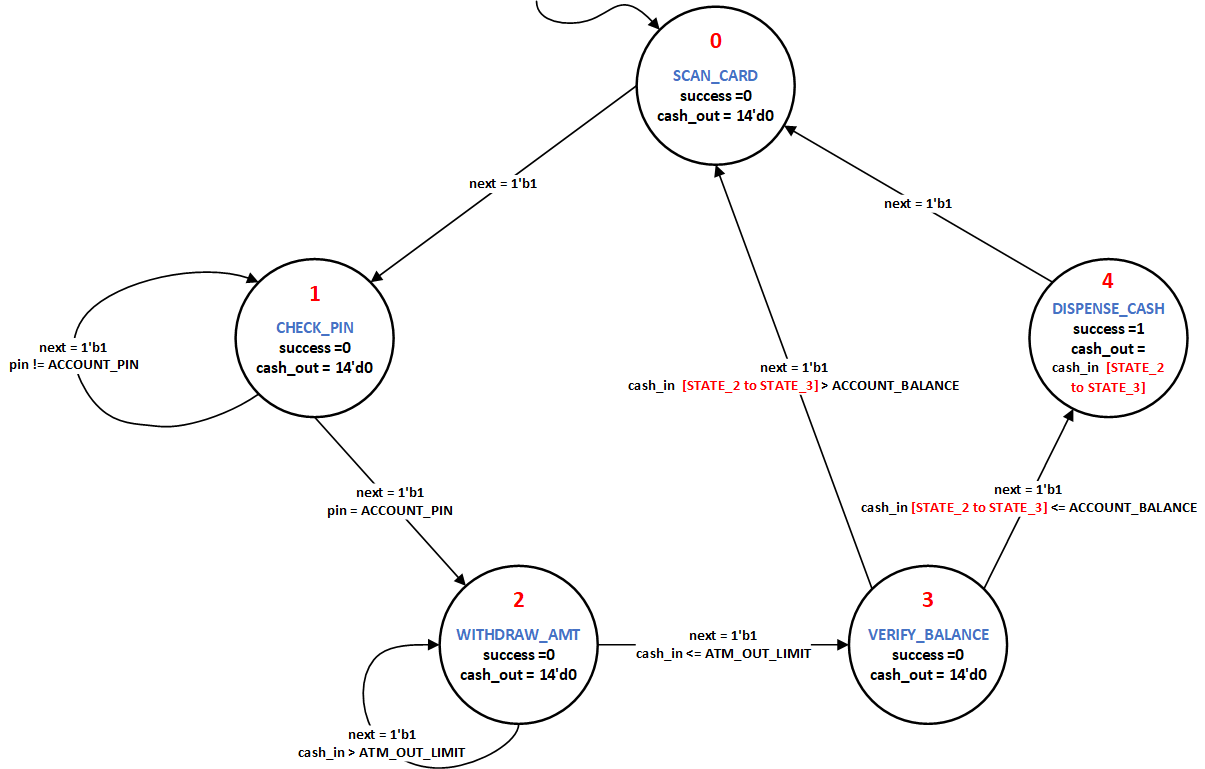 0
SCAN_CARD
success =0
cash_out = 14'd0
next = 1'b1
next = 1'b1
1
CHECK_PIN
success =0
cash_out = 14'd0
next = 1'b1
pin != ACCOUNT_PIN
4
DISPENSE_CASH
success =1
cash_out =
cash_in [STATE_2
to STATE_3]
next = 1'b1
cash_in [STATE_2 to STATE_3] > ACCOUNT_BALANCE
next = 1'b1
pin = ACCOUNT_PIN
next = 1'b1
cash_in [STATE_2 to STATE_3] <= ACCOUNT_BALANCE
2
WITHDRAW_AMT
success =0
cash_out = 14'd0
next = 1'b1
cash_in <= ATM_OUT_LIMIT
3
VERIFY_BALANCE
success =0
cash_out = 14'd0
next = 1'b1
cash_in > ATM_OUT_LIMIT